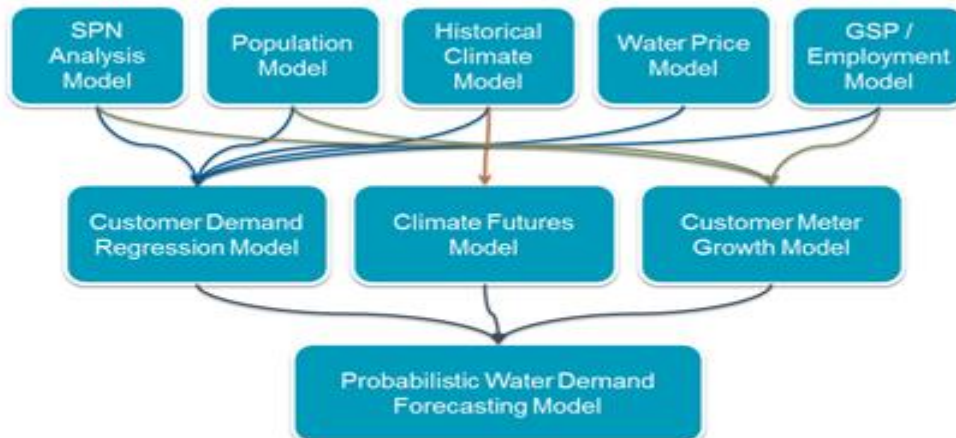 SPN
Analysis
Model
Population
Model
Historical
Climate
Model
Water Price
Model
GSP /
Employment
Model
Customer Demand
Regression Model
Climate Futures
Model
Customer Meter
Growth Model
Probabilistic Water Demand
Forecasting Model